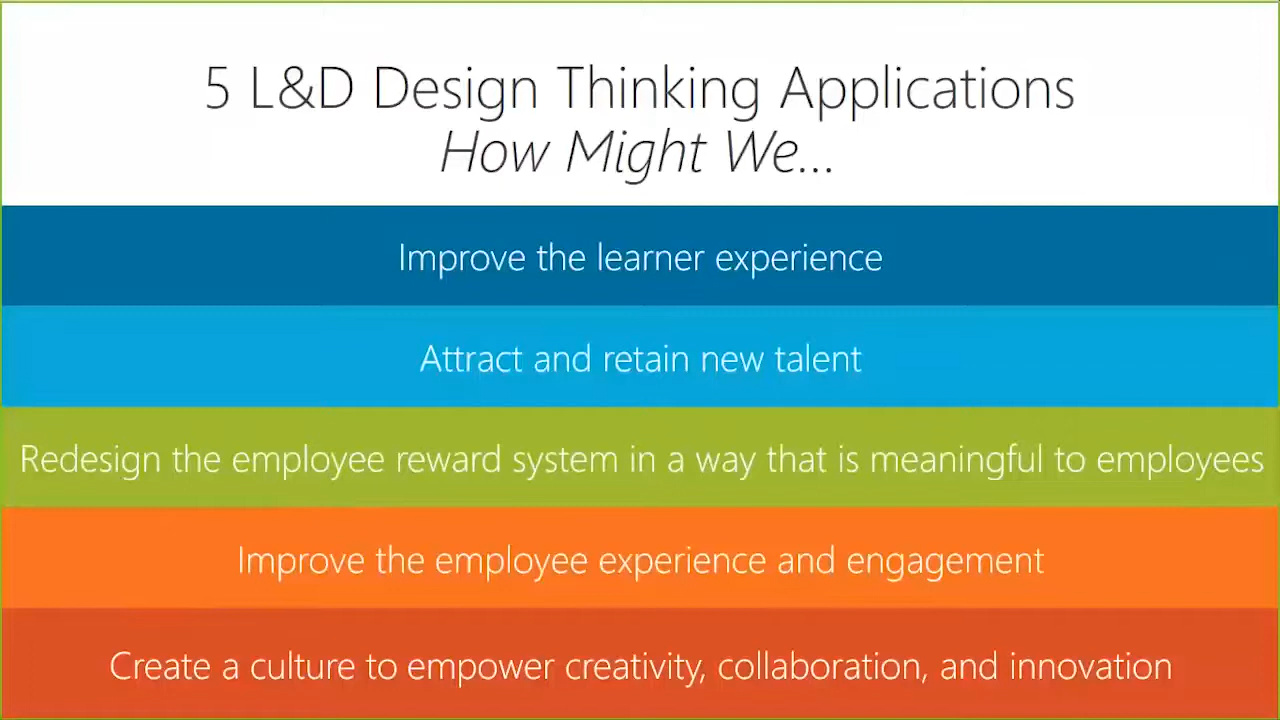 5 L&D Design Thinking Applications
How Might We...
Improve the learner experience
Attract and retain new talent
Redesign the employee reward system in a way that is meaningful to employees
Improve the employee experience and engagement
Create a culture to empower creativity, collaboration, and innovation